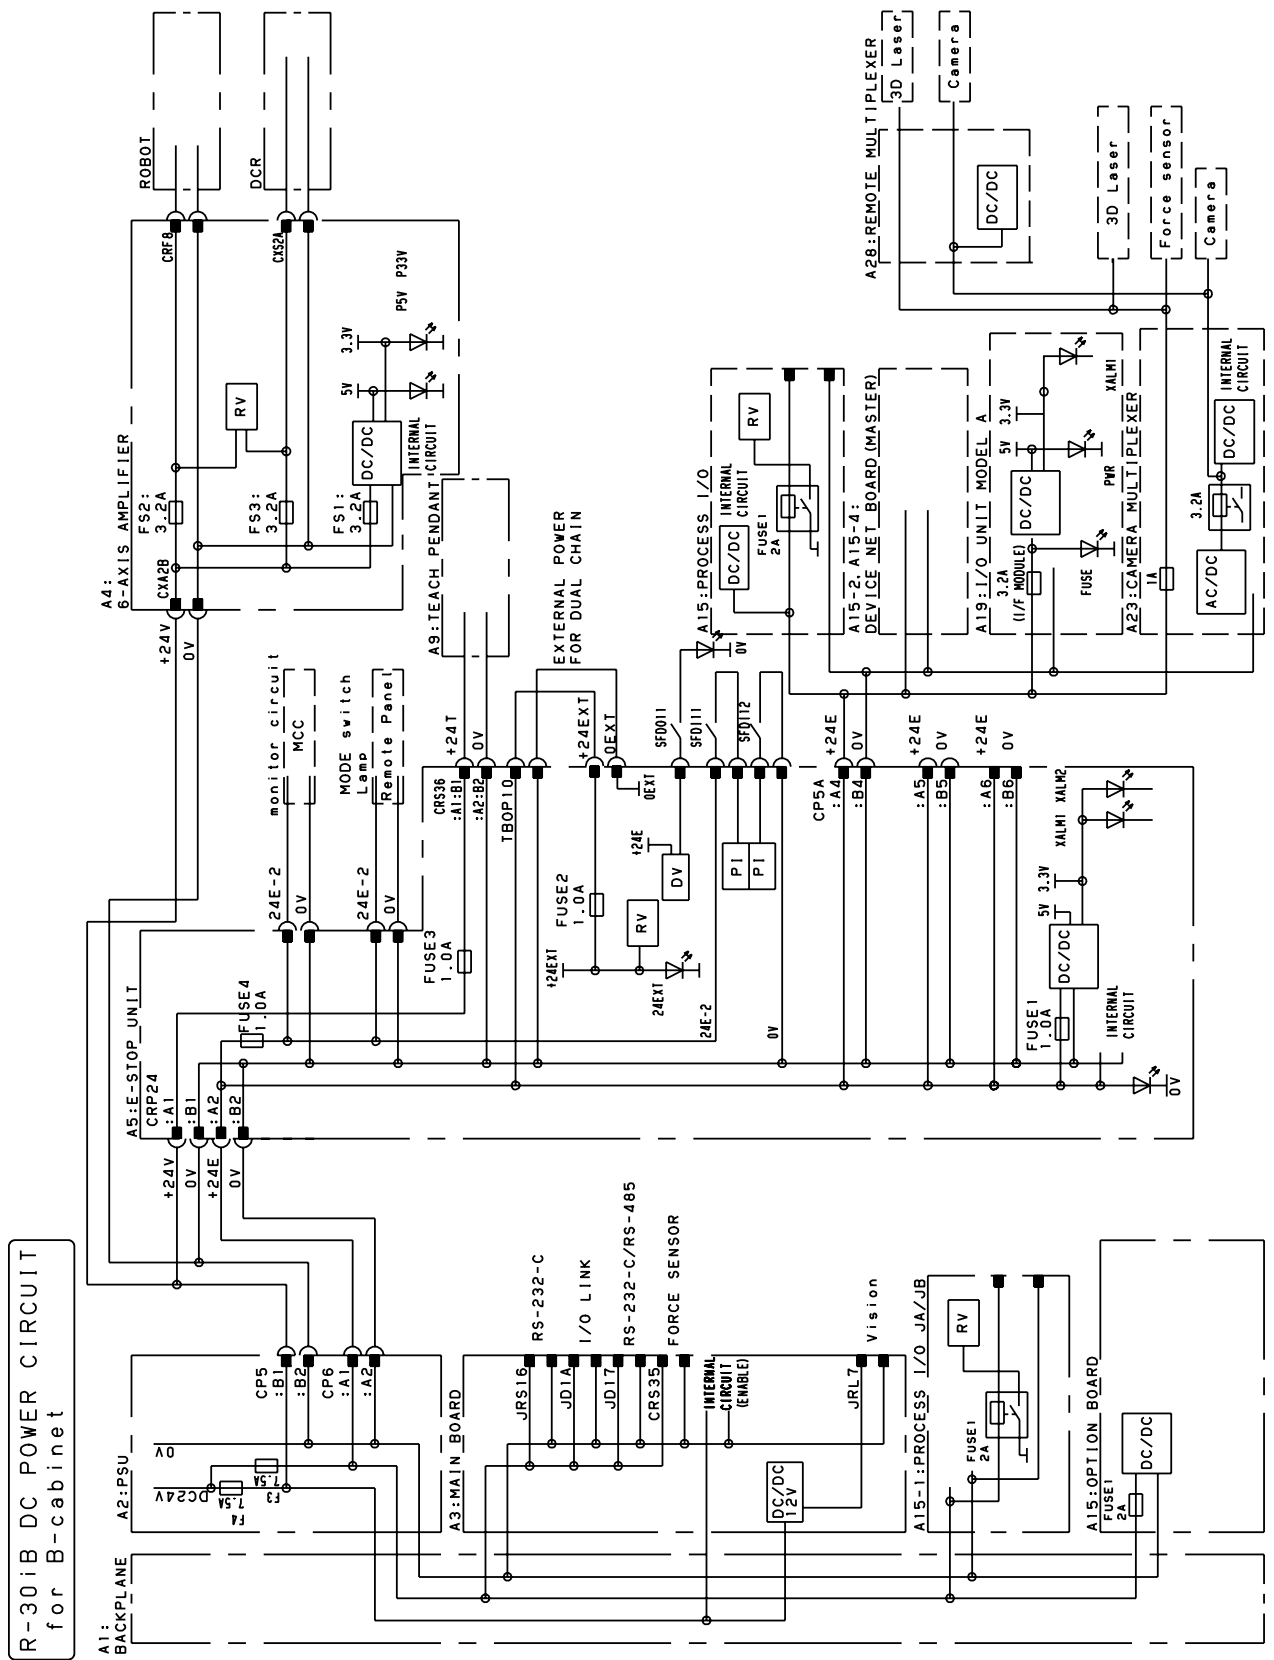 R-30iB DC POWER CIRCUIT
for B-cabinet
A1:
BACKPLANE
A2:PSU
DC24V
0V
F4
7.5A
F3
7.5A
CP5
:B1
:B2
CP6
:A1
:A2
A3:MAIN BOARD
JRS16
RS-232-C
JD1A
I/O LINK
JD17
RS-232-C/RS-485
CRS35
FORCE SENSOR
INTERNAL
CIRCUIT
(ENABLE)
DC/DC
12V
JRL7
Vision
A15-1:PROCESS I/O JA/JB
FUSE1
2A
RV
A15:OPTION BOARD
FUSE1
2A
DC/DC
A5:E-STOP UNIT
CRP24
:A1
:B1
:A2
:B2
+24V
0V
+24E
0V
FUSE4
1.0A
24E-2
0V
24E-2
0V
monitor circuit
MCC
MODE switch
Lamp
Remote Panel
FUSE3
1.0A
CRS36
:A1:B1
:A2:B2
+24T
0V
TBOP10
EXTERNAL POWER
FOR DUAL CHAIN
+24EXT
0EXT
0EXT
FUSE2
1.0A
+24EXT
24EXT
RV
DV
+24E
SFDO11
0V
SFDI11
SFDI12
PI
PI
24E-2
0V
CP5A
:A4
:B4
+24E
0V
:A5
:B5
+24E
0V
:A6
:B6
+24E
0V
FUSE1
1.0A
DC/DC
5V
3.3V
XALM1 XALM2
INTERNAL
CIRCUIT
0V
A4:
6-AXIS AMPLIFIER
+24V
0V
CXA2B
FS2:
3.2A
FS3:
3.2A
FS1:
3.2A
RV
DC/DC
INTERNAL
CIRCUIT
5V
3.3V
P5V P33V
CRF8
CXS2A
ROBOT
DCR
A9:TEACH PENDANT
A15:PROCESS I/O
DC/DC
INTERNAL
CIRCUIT
FUSE1
2A
RV
A15-2, A15-4:
DEVICE NET BOARD(MASTER)
A19:I/O UNIT MODEL A
3.2A
(I/F MODULE)
FUSE
DC/DC
5V
3.3V
PWR
XALM1
A23:CAMERA MULTIPLEXER
1A
AC/DC
3.2A
DC/DC
INTERNAL
CIRCUIT
A28:REMOTE MULTIPLEXER
DC/DC
3D Laser
Camera
3D Laser
Force sensor
Camera